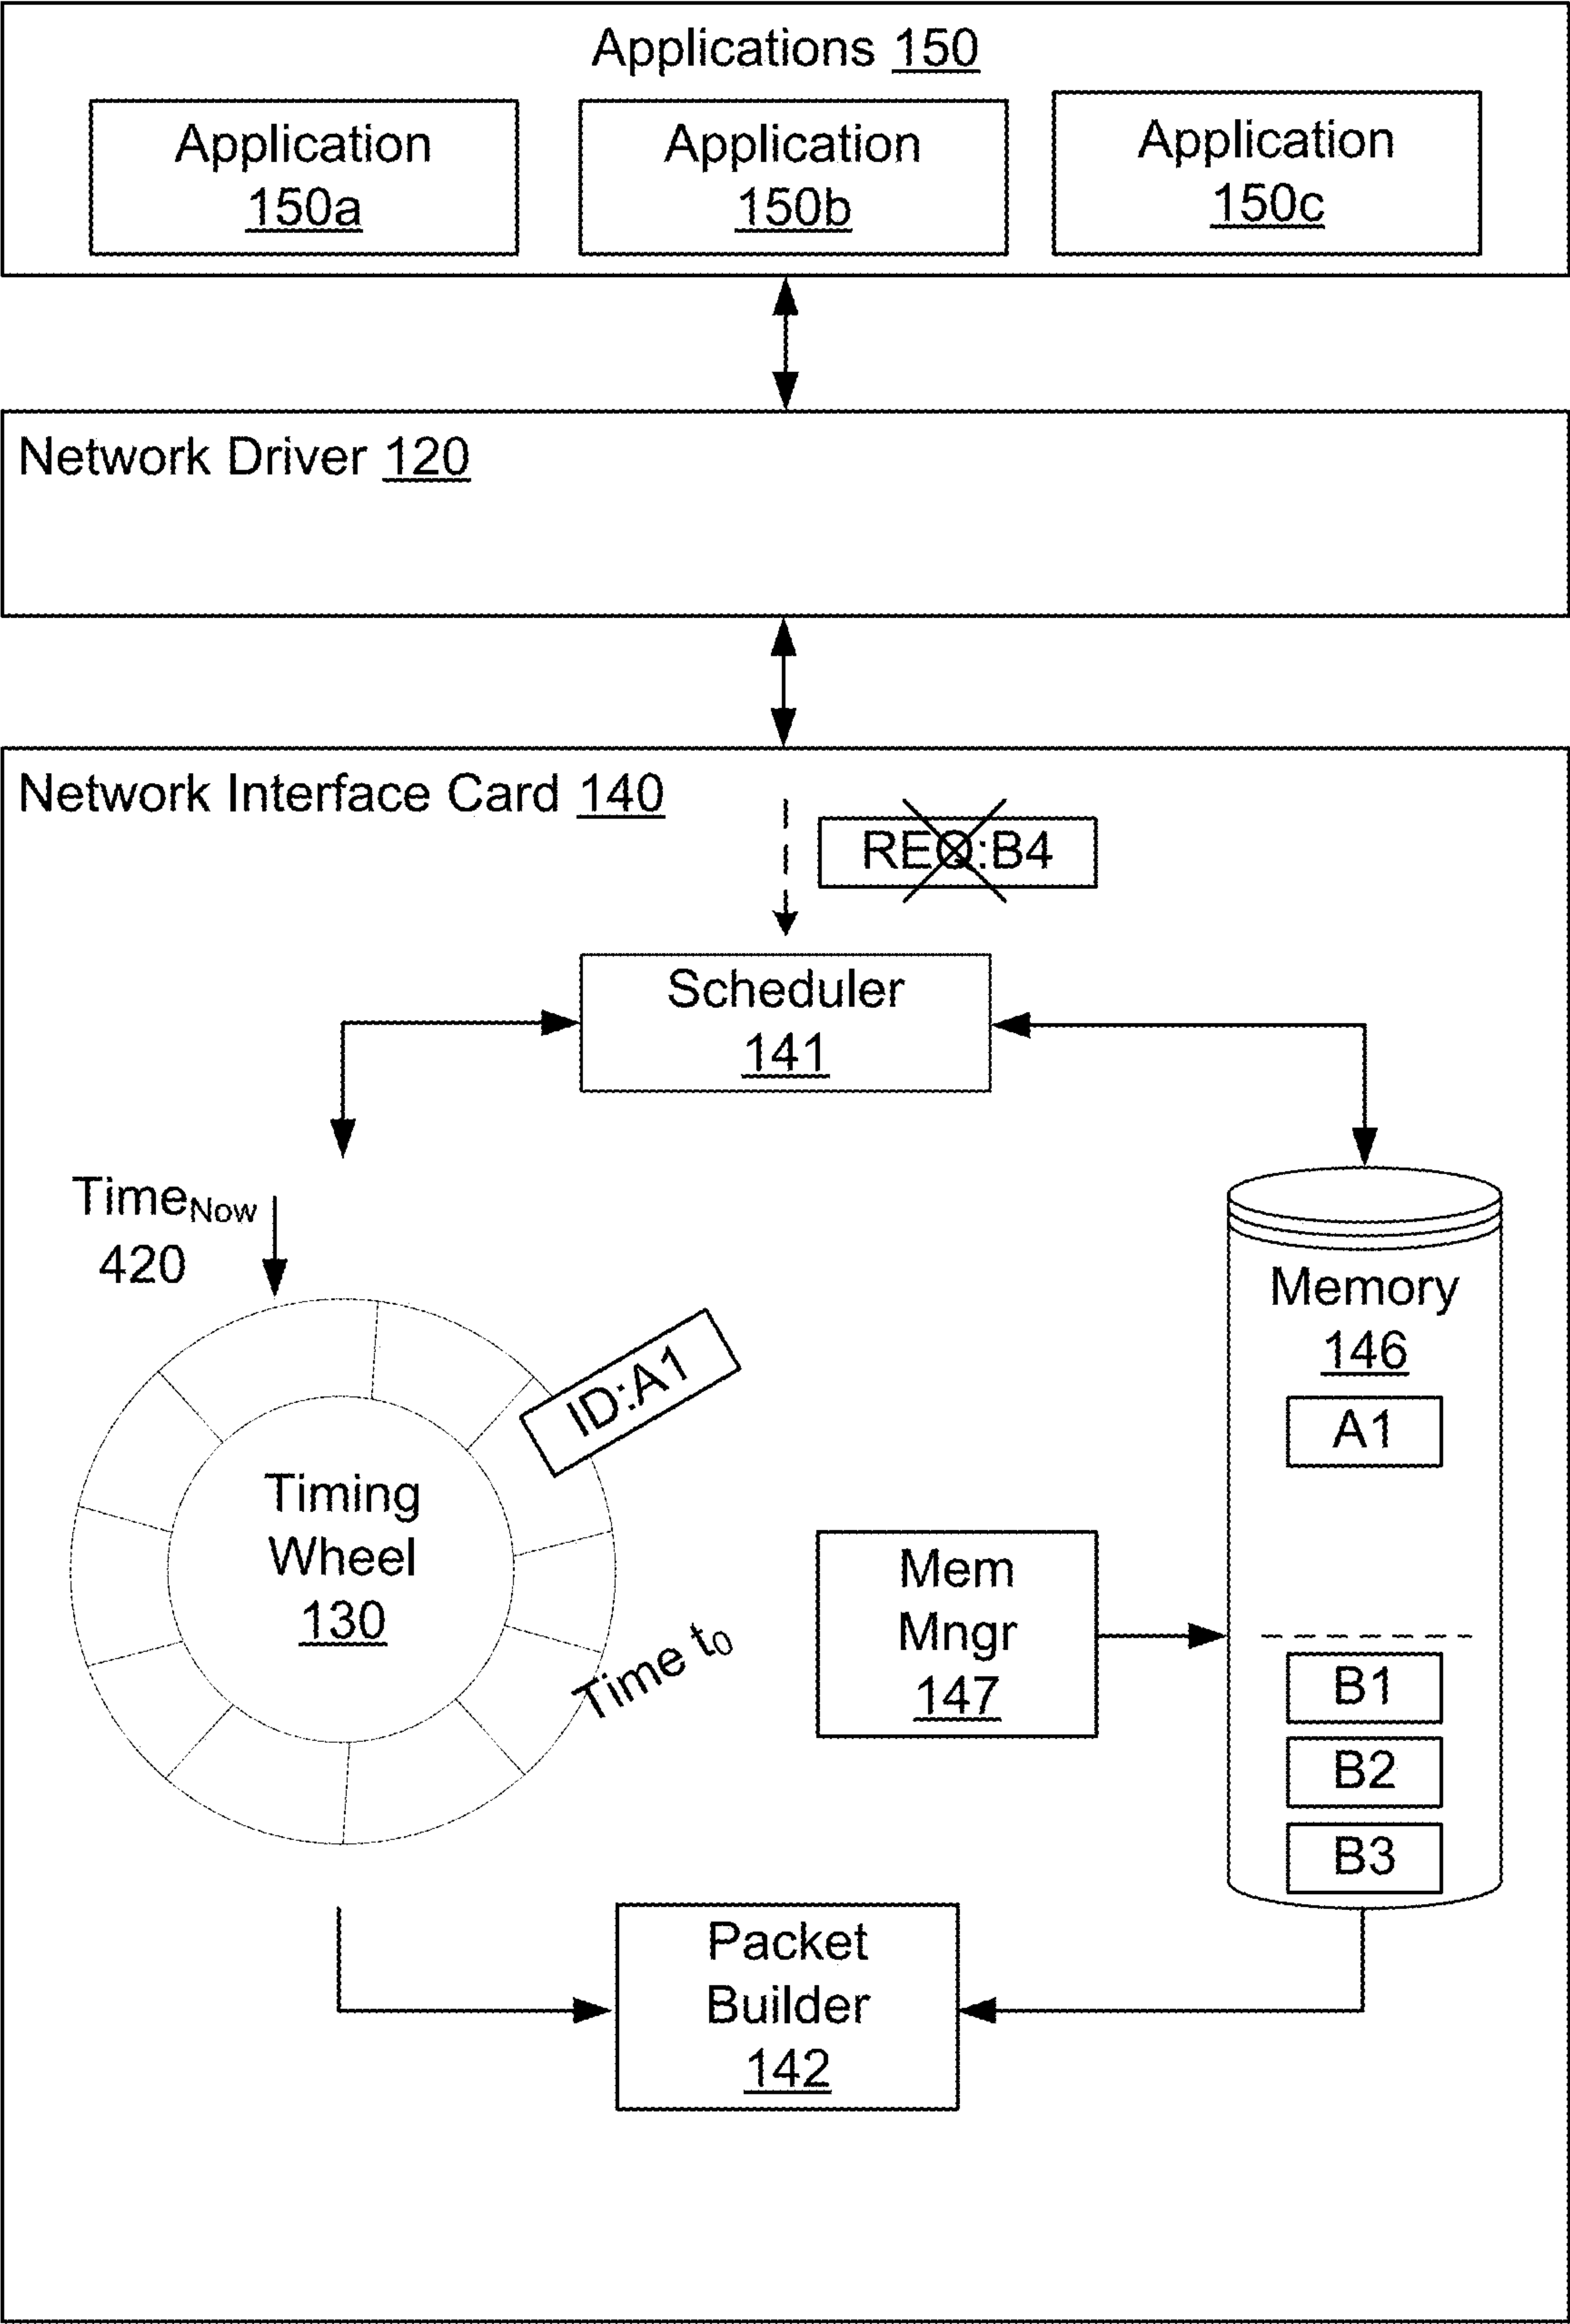 Applications 150
Application
150a
Application
150b
Application
150c
Network Driver 120
Network Interface Card 140
REQ:B4
Scheduler
141
TimeNow
420
ID:A1
Memory
146
A1
Timing
Wheel
130
Mem
Mngr
147
Time t0
B1
B2
B3
Packet
Builder
142